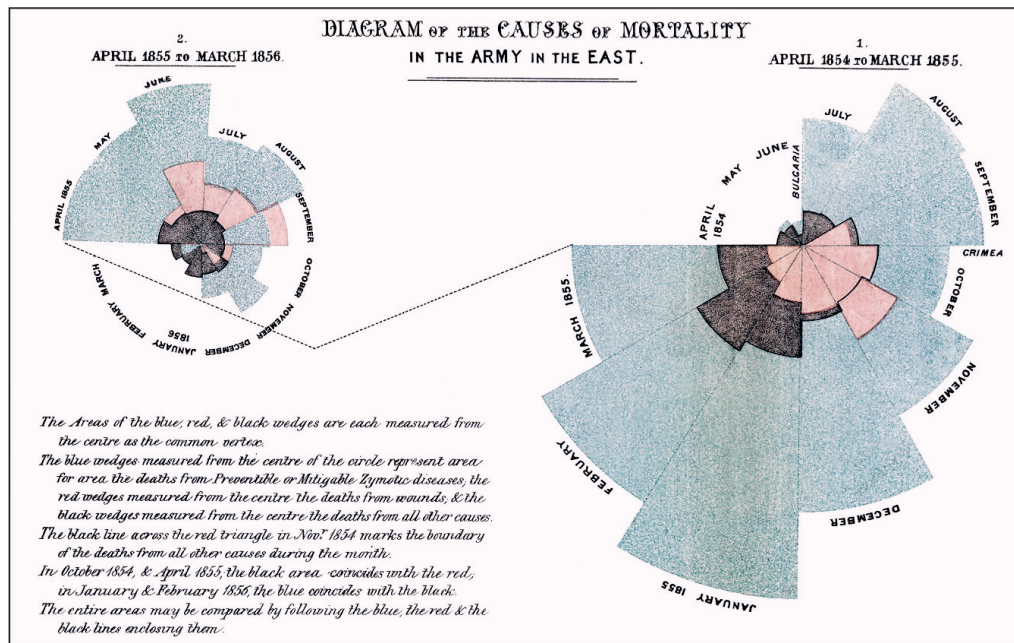 DIAGRAM OF THE CAUSES OF MORTALITY
IN THE ARMY IN THE EAST.
2.
APRIL 1855 TO MARCH 1856.
1.
APRIL 1854 TO MARCH 1855.
APRIL 1855
MAY
JUNE
JULY
AUGUST
SEPTEMBER
OCTOBER
NOVEMBER
DECEMBER
JANUARY
1856
FEBRUARY
MARCH
APRIL
1854
MAY
JUNE
BULGARIA
JULY
AUGUST
SEPTEMBER
CRIMEA
OCTOBER
NOVEMBER
DECEMBER
JANUARY 1855
FEBRUARY
MARCH 1855.
The Areas of the blue, red, & black wedges are each measured from
the centre as the common vertex.
The blue wedges measured from the centre of the circle represent area
for area the deaths from Preventible or Mitigable Zymotic diseases; the
red wedges measured from the centre the deaths from wounds; & the
black wedges measured from the centre the deaths from all other causes.
The black line across the red triangle in Novr. 1854 marks the boundary
of the deaths from all other causes during the month.
In October 1854, & April 1855, the black area coincides with the red;
in January & February 1856, the blue coincides with the black.
The entire areas may be compared by following the blue, the red & the
black lines enclosing them.